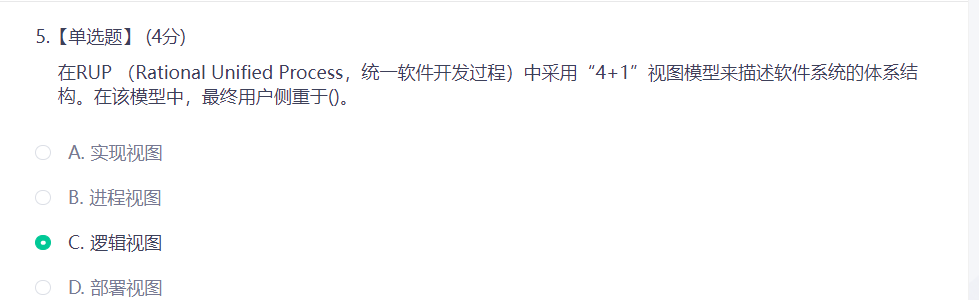 5.【单选题】 (4分)
在RUP （Rational Unified Process，统一软件开发过程）中采用“4+1”视图模型来描述软件系统的体系结
构。在该模型中，最终用户侧重于()。
A. 实现视图
B. 进程视图
C. 逻辑视图
D. 部署视图